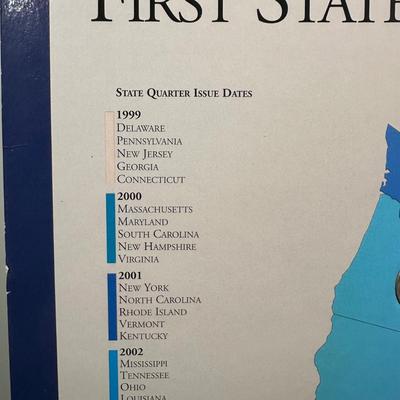 FIRST STATE
STATE QUARTER ISSUE DATES
1999
DELAWARE
PENNSYLVANIA
NEW JERSEY
GEORGIA
CONNECTICUT
2000
MASSACHUSETTS
MARYLAND
SOUTH CAROLINA
NEW HAMPSHIRE
VIRGINIA
2001
NEW YORK
NORTH CAROLINA
RHODE ISLAND
VERMONT
KENTUCKY
2002
MISSISSIPPI
TENNESSEE
OHIO
LOUISIANA